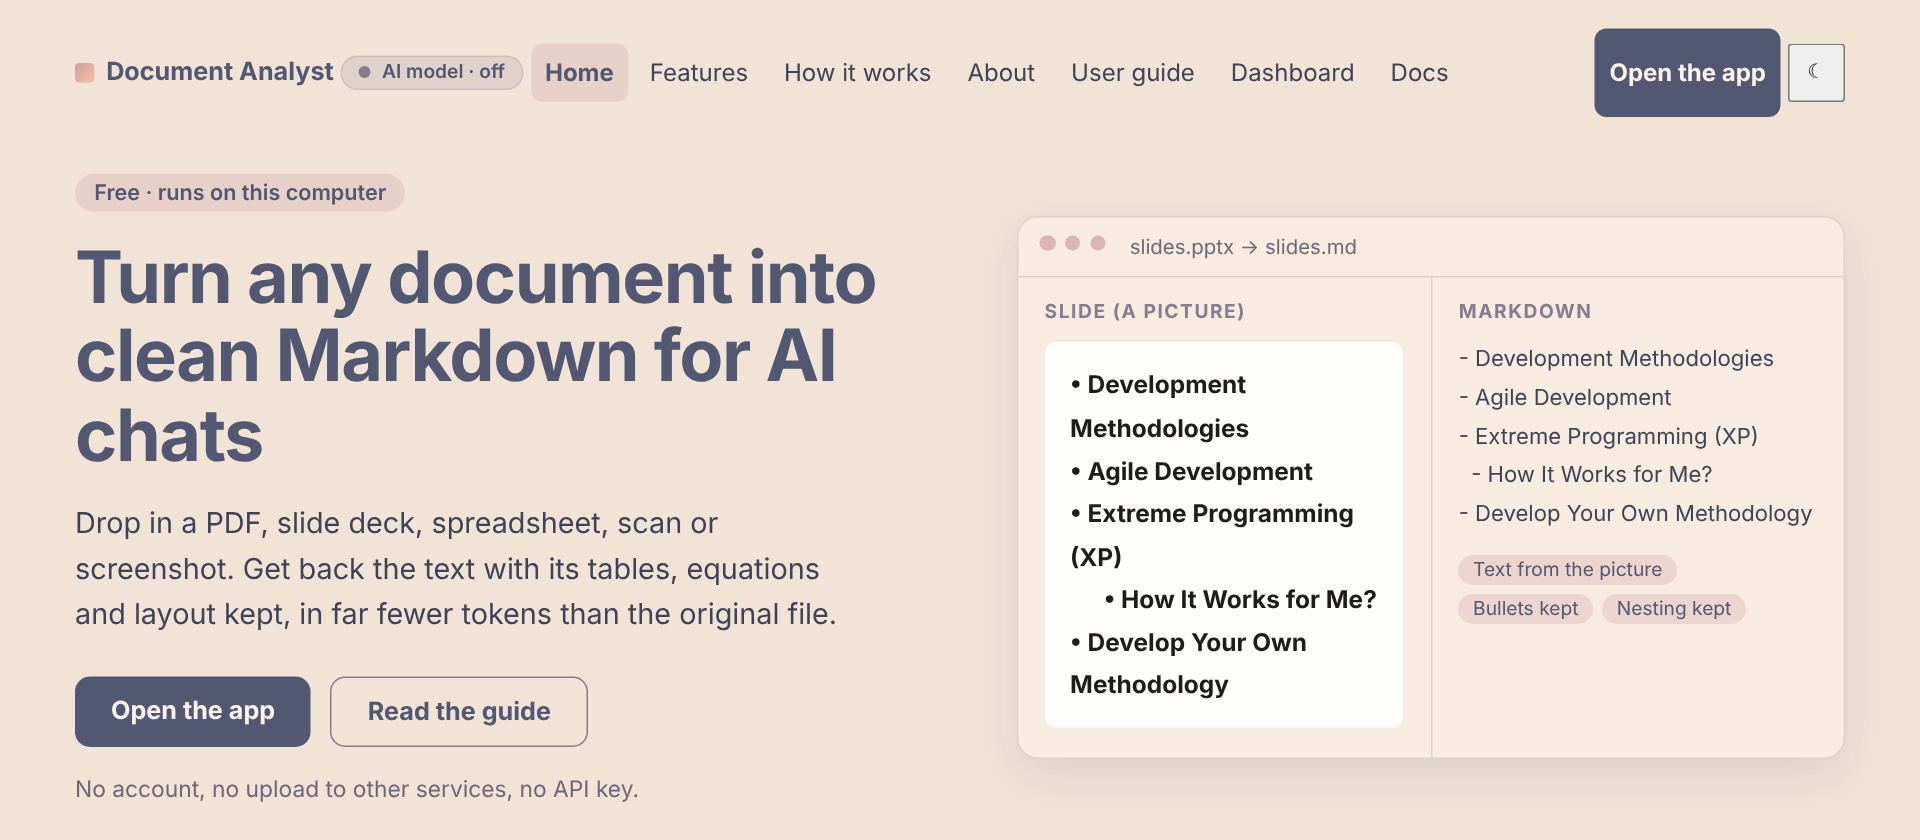 Document Analyst
AI model · off
Home
Features
How it works
About
User guide
Dashboard
Docs
Open the app
☾
Free · runs on this computer
Turn any document into
clean Markdown for AI
chats
Drop in a PDF, slide deck, spreadsheet, scan or
screenshot. Get back the text with its tables, equations
and layout kept, in far fewer tokens than the original file.
Open the app
Read the guide
No account, no upload to other services, no API key.
slides.pptx → slides.md
SLIDE (A PICTURE)
• Development
Methodologies
• Agile Development
• Extreme Programming
(XP)
• How It Works for Me?
• Develop Your Own
Methodology
MARKDOWN
- Development Methodologies
- Agile Development
- Extreme Programming (XP)
  - How It Works for Me?
- Develop Your Own Methodology
Text from the picture
Bullets kept
Nesting kept